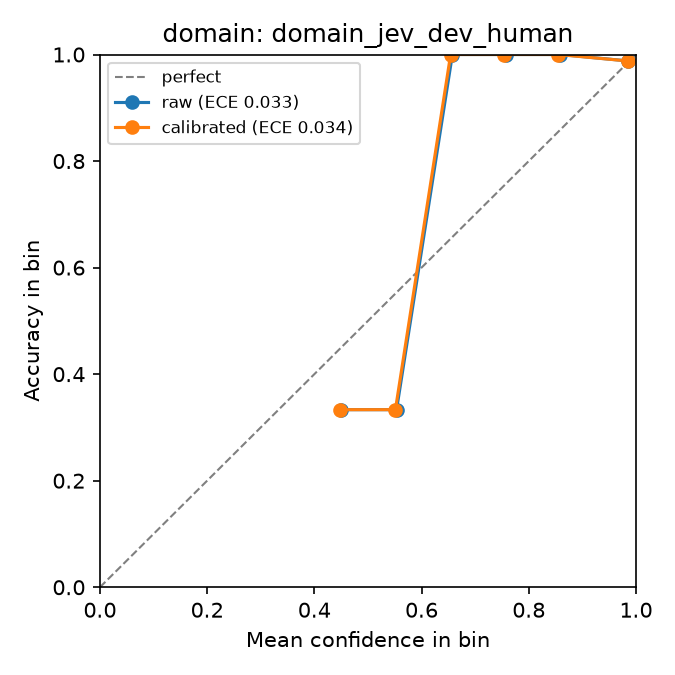 domain: domain_jev_dev_human
perfect
raw (ECE 0.033)
calibrated (ECE 0.034)
1.0
0.8
0.6
0.4
0.2
0.0
Accuracy in bin
0.0 0.2 0.4 0.6 0.8 1.0
Mean confidence in bin